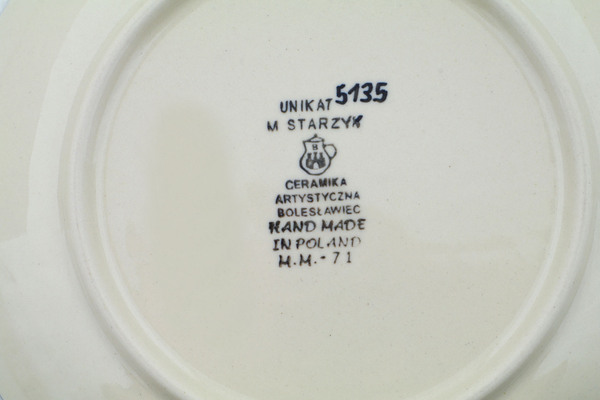 UNIKAT 5135
M STARZYK
B
CERAMIKA
ARTYSTYCZNA
BOLESŁAWIEC
HAND MADE
IN POLAND
M.M.-71